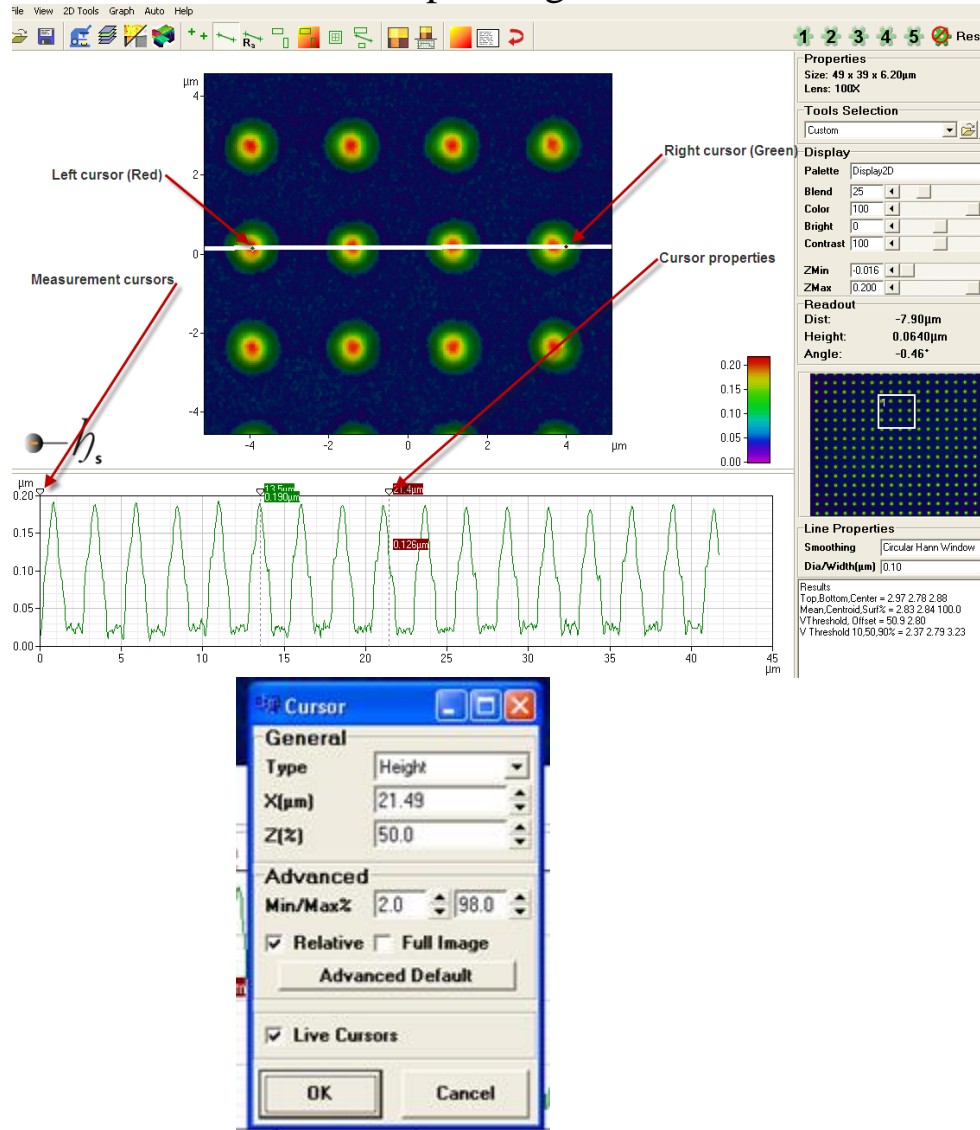 File View 2D Tools Graph Auto Help
Ra
1 2 3 4 5 Res
Properties
Size: 49 x 39 x 6.20µm
Lens: 100X
Tools Selection
Custom
Display
Palette Display2D
Blend 25
Color 100
Bright 0
Contrast 100
ZMin -0.016
ZMax 0.200
Readout
Dist: -7.90µm
Height: 0.0640µm
Angle: -0.46°
1
Line Properties
Smoothing Circular Hann Window
Dia/Width(µm) 0.10
Results
Top,Bottom,Center = 2.97 2.78 2.88
Mean,Centroid,Surf% = 2.83 2.84 100.0
VThreshold, Offset = 50.9 2.80
V Threshold 10,50,90% = 2.37 2.79 3.23
µm
4
2
0
-2
-4
-4 -2 0 2 4 µm
Left cursor (Red)
Right cursor (Green)
Measurement cursors
Cursor properties
0.20
0.15
0.10
0.05
0.00
hs
µm
0.20
0.15
0.10
0.05
0.00
13.5µm
0.190µm
21.4µm
0.126µm
0 5 10 15 20 25 30 35 40 45
µm
Cursor
General
Type Height
X(µm) 21.49
Z(%) 50.0
Advanced
Min/Max% 2.0 98.0
Relative Full Image
Advanced Default
Live Cursors
OK Cancel